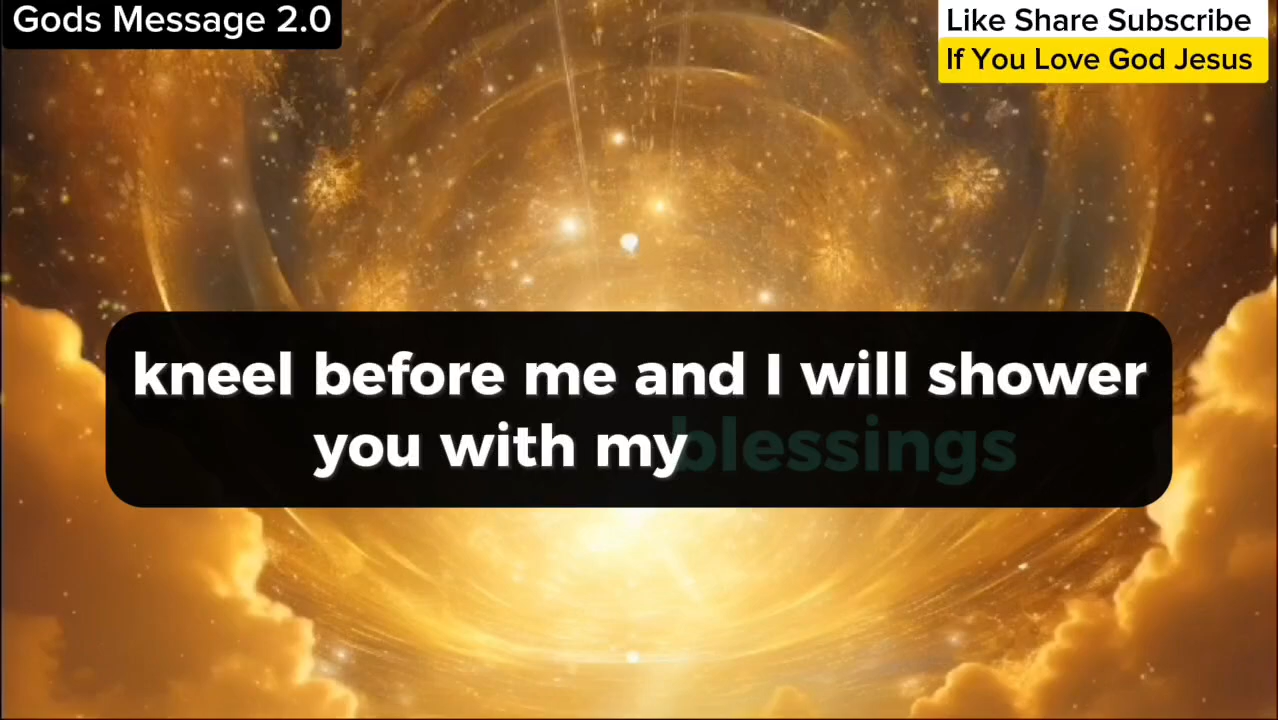 Gods Message 2.0
Like Share Subscribe
If You Love God Jesus
kneel before me and I will shower
you with my blessings